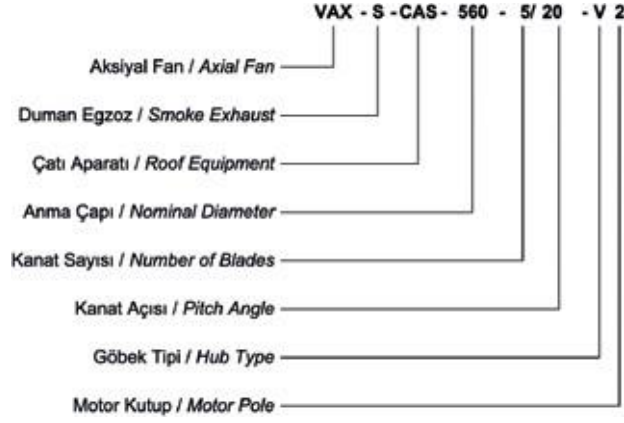 VAX - S - CAS - 560 - 5/ 20 - V 2
Aksiyal Fan / Axial Fan
Duman Egzoz / Smoke Exhaust
Çatı Aparatı / Roof Equipment
Anma Çapı / Nominal Diameter
Kanat Sayısı / Number of Blades
Kanat Açısı / Pitch Angle
Göbek Tipi / Hub Type
Motor Kutup / Motor Pole